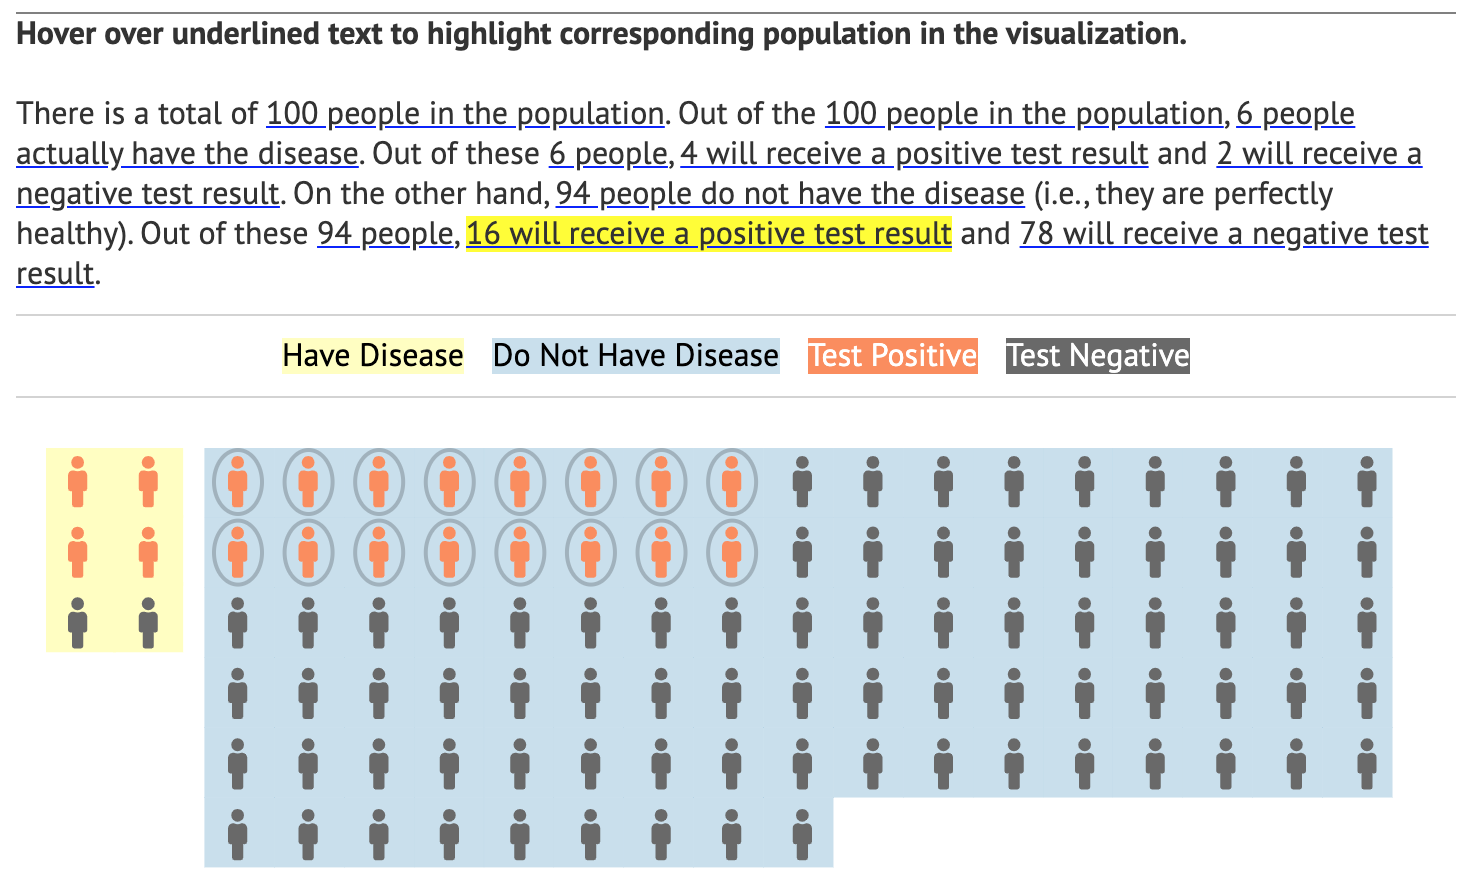 Hover over underlined text to highlight corresponding population in the visualization.
There is a total of 100 people in the population. Out of the 100 people in the population, 6 people
actually have the disease. Out of these 6 people, 4 will receive a positive test result and 2 will receive a
negative test result. On the other hand, 94 people do not have the disease (i.e., they are perfectly
healthy). Out of these 94 people, 16 will receive a positive test result and 78 will receive a negative test
result.
Have Disease Do Not Have Disease Test Positive Test Negative